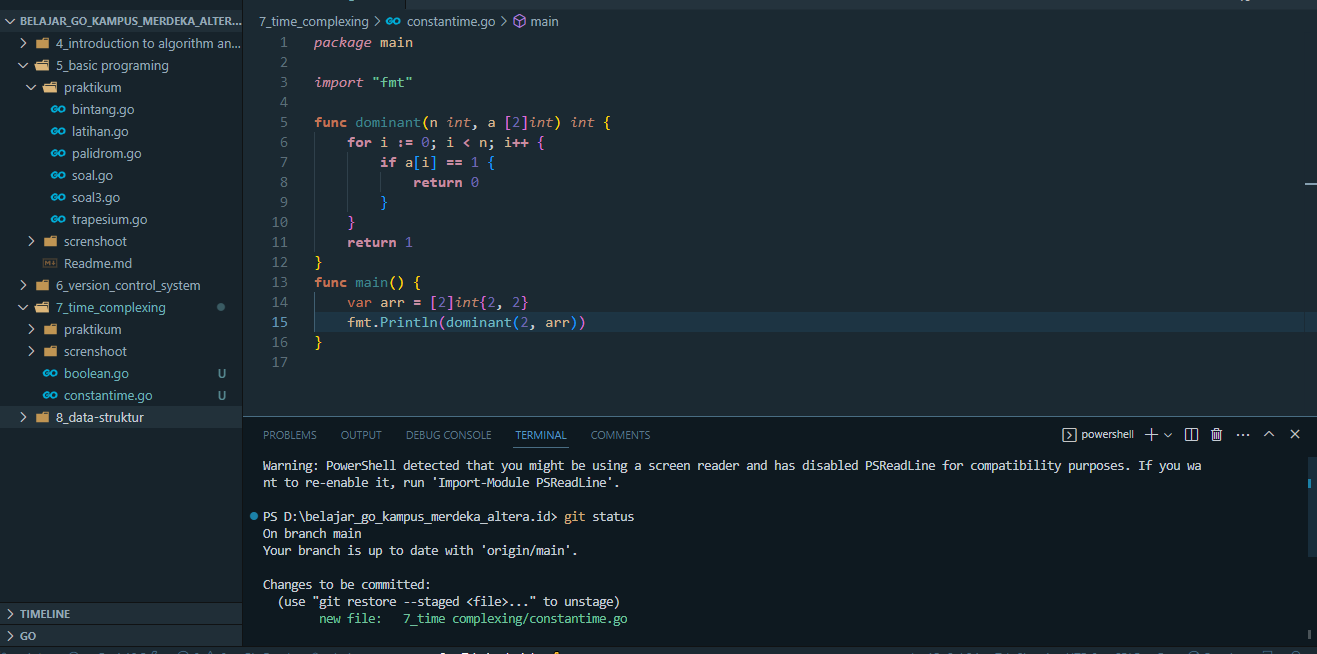 BELAJAR_GO_KAMPUS_MERDEKA_ALTER...
4_introduction to algorithm an...
5_basic programing
praktikum
bintang.go
latihan.go
palidrom.go
soal.go
soal3.go
trapesium.go
screnshoot
Readme.md
6_version_control_system
7_time_complexing
praktikum
screnshoot
boolean.go U
constantime.go U
8_data-struktur
TIMELINE
GO
7_time_complexing > constantime.go > main
1 package main
2
3 import "fmt"
4
5 func dominant(n int, a [2]int) int {
6 for i := 0; i < n; i++ {
7 if a[i] == 1 {
8 return 0
9 }
10 }
11 return 1
12 }
13 func main() {
14 var arr = [2]int{2, 2}
15 fmt.Println(dominant(2, arr))
16 }
17
PROBLEMS OUTPUT DEBUG CONSOLE TERMINAL COMMENTS powershell
Warning: PowerShell detected that you might be using a screen reader and has disabled PSReadLine for compatibility purposes. If you wa
nt to re-enable it, run 'Import-Module PSReadLine'.
PS D:\belajar_go_kampus_merdeka_altera.id> git status
On branch main
Your branch is up to date with 'origin/main'.
Changes to be committed:
(use "git restore --staged <file>..." to unstage)
new file: 7_time complexing/constantime.go